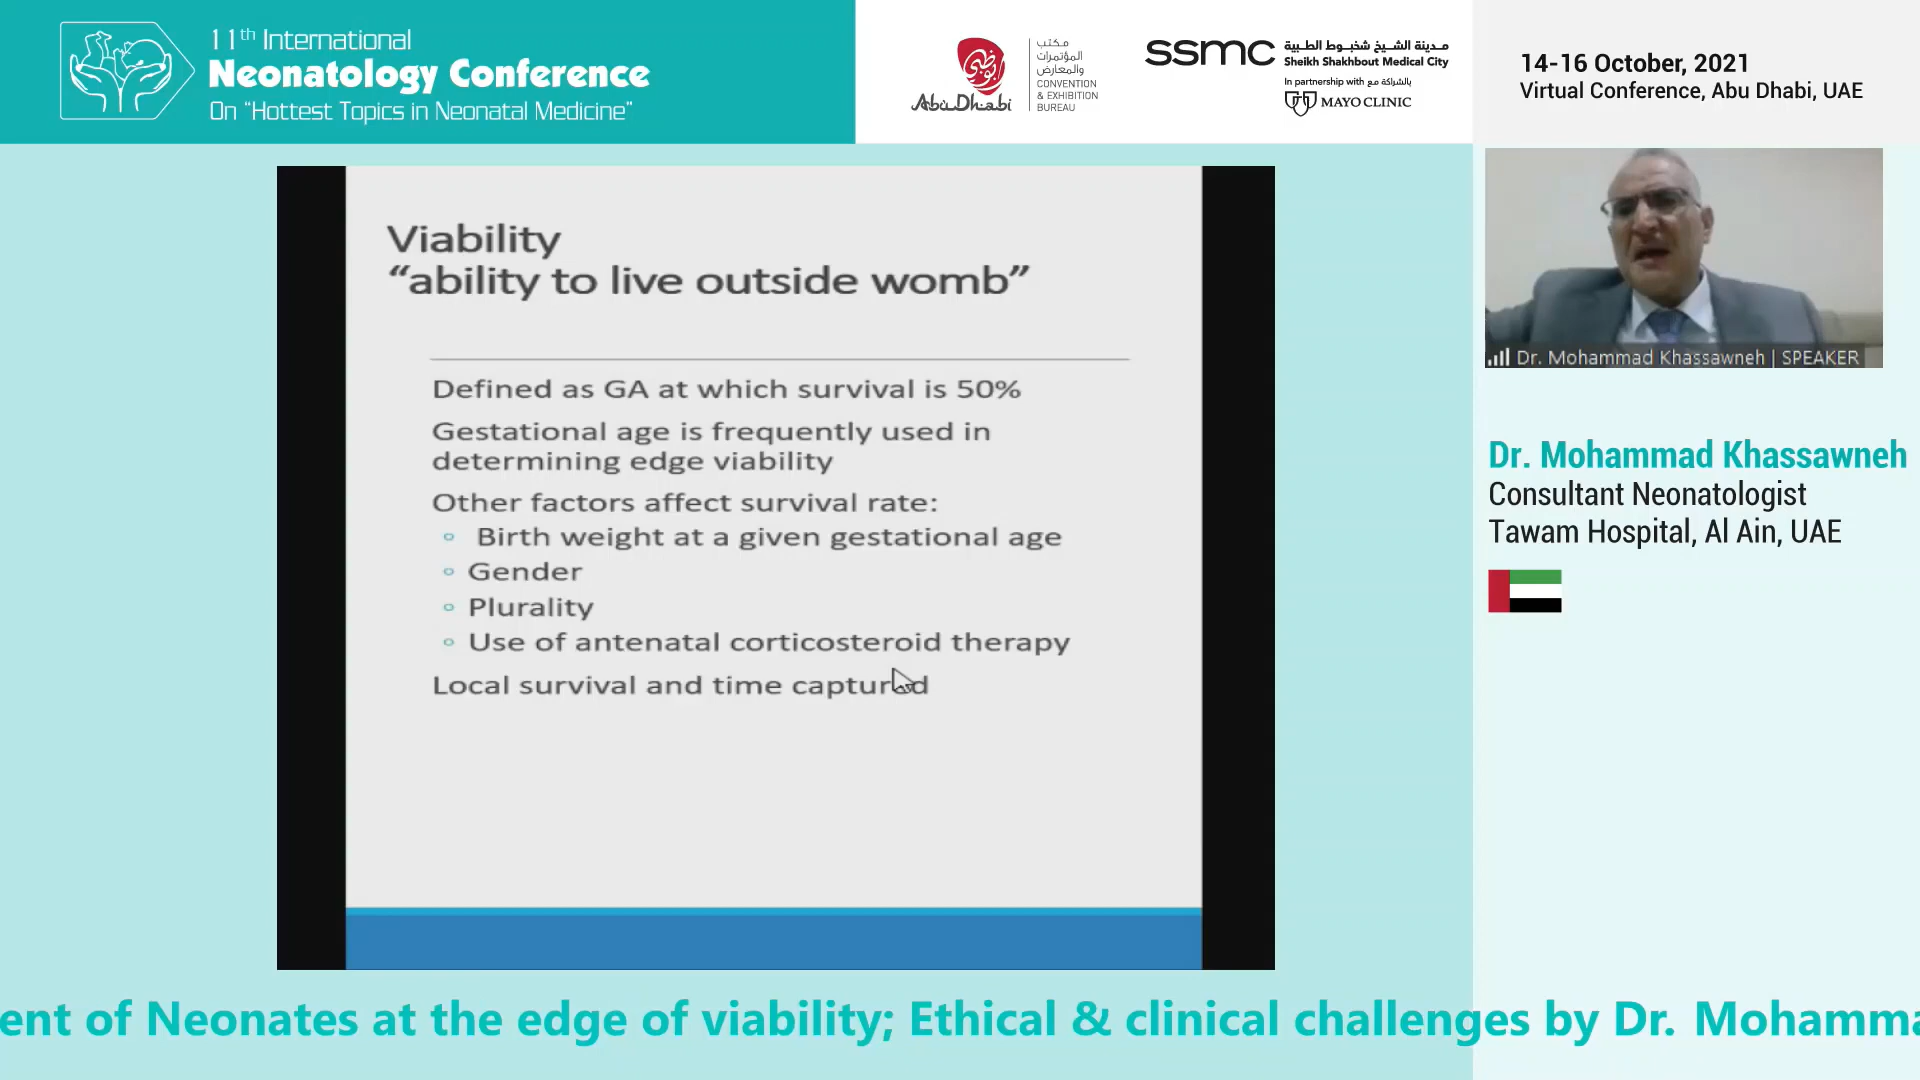 11th International
Neonatology Conference
On "Hottest Topics in Neonatal Medicine"
أبوظبي
AbuDhabi
مكتب
المؤتمرات
والمعارض
CONVENTION
& EXHIBITION
BUREAU
ssmc
مدينة الشيخ شخبوط الطبية
Sheikh Shakhbout Medical City
In partnership with بالشراكة مع
MAYO CLINIC
14-16 October, 2021
Virtual Conference, Abu Dhabi, UAE
Viability
“ability to live outside womb”
Defined as GA at which survival is 50%
Gestational age is frequently used in
determining edge viability
Other factors affect survival rate:
Birth weight at a given gestational age
Gender
Plurality
Use of antenatal corticosteroid therapy
Local survival and time captured
Dr. Mohammad Khassawneh | SPEAKER
Dr. Mohammad Khassawneh
Consultant Neonatologist
Tawam Hospital, Al Ain, UAE
ent of Neonates at the edge of viability; Ethical & clinical challenges by Dr. Mohamma